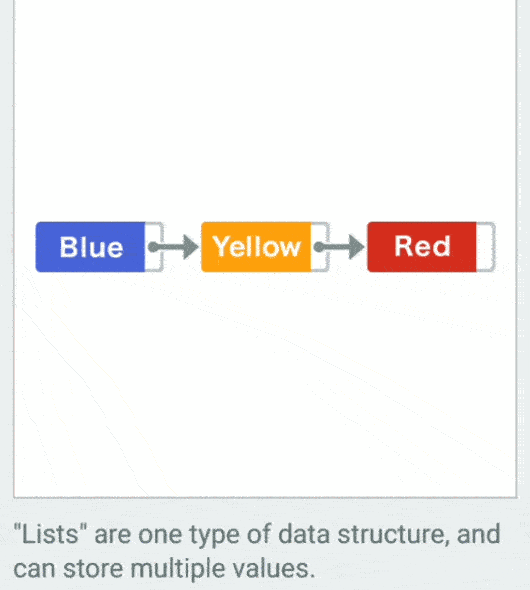 Blue Yellow Red
"Lists" are one type of data structure, and
can store multiple values.